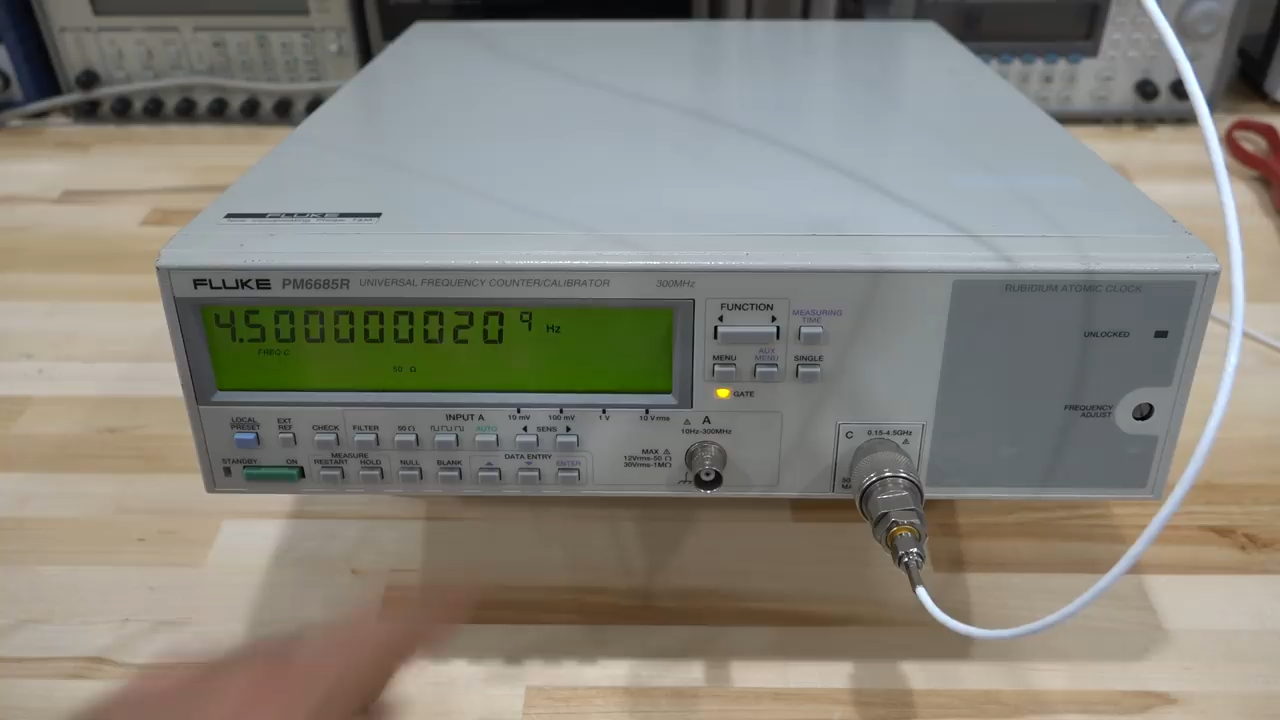 FLUKE
FLUKE PM6685R UNIVERSAL FREQUENCY COUNTER/CALIBRATOR 300MHz
4.500000020 9 Hz
FREQ C
50 Ω
FUNCTION
MEASURING
TIME
MENU
AUX
MENU
SINGLE
GATE
RUBIDIUM ATOMIC CLOCK
UNLOCKED
FREQUENCY
ADJUST
INPUT A
10 mV 100 mV 1 V 10 Vrms
LOCAL
PRESET
EXT
REF
CHECK
FILTER
50 Ω
AUTO
SENS
STANDBY
ON
MEASURE
RESTART
HOLD
NULL
BLANK
DATA ENTRY
ENTER
A
10Hz-300MHz
MAX
12Vrms-50 Ω
30Vrms-1MΩ
C
0.15-4.5GHz